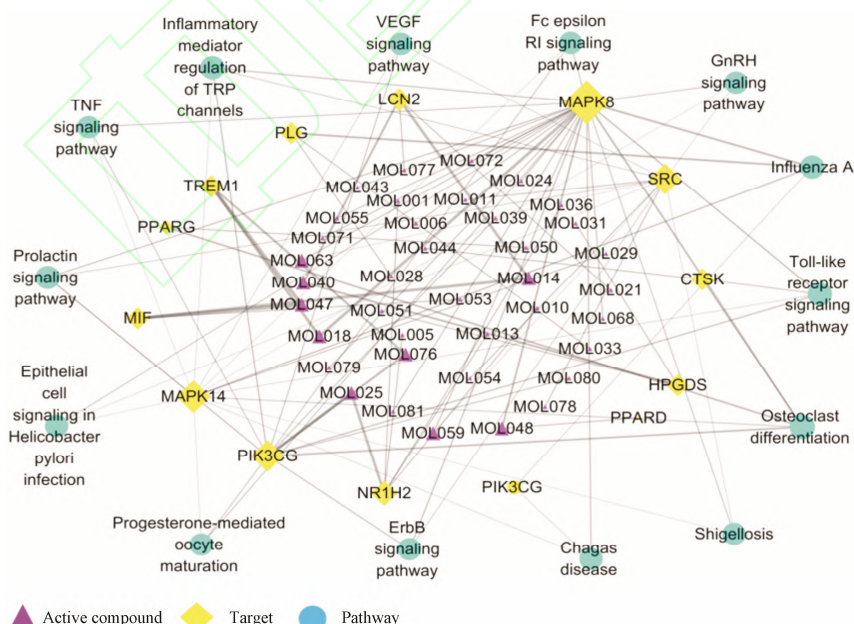 Inflammatory
mediator
regulation
of TRP
channels
VEGF
signaling
pathway
Fc epsilon
RI signaling
pathway
GnRH
signaling
pathway
TNF
signaling
pathway
LCN2
MAPK8
PLG
Influenza A
TREM1
SRC
MOL077
MOL072
MOL043
MOL024
MOL001
MOL011
MOL036
PPARG
MOL055
MOL006
MOL039
MOL031
MOL071
MOL044
MOL050
MOL029
Prolactin
signaling
pathway
MOL063
MOL040
MOL028
MOL014
CTSK
Toll-like
receptor
signaling
pathway
MOL047
MOL051
MOL053
MOL010
MOL021
MIF
MOL068
MOL018
MOL005
MOL013
MOL076
MOL033
Epithelial
cell
signaling in
Helicobacter
pylori
infection
MOL079
MOL054
MOL080
HPGDS
MAPK14
MOL025
MOL081
MOL078
PPARD
Osteoclast
differentiation
MOL059
MOL048
PIK3CG
NR1H2
PIK3CG
Progesterone-mediated
oocyte
maturation
ErbB
signaling
pathway
Chagas
disease
Shigellosis
Active compound
Target
Pathway